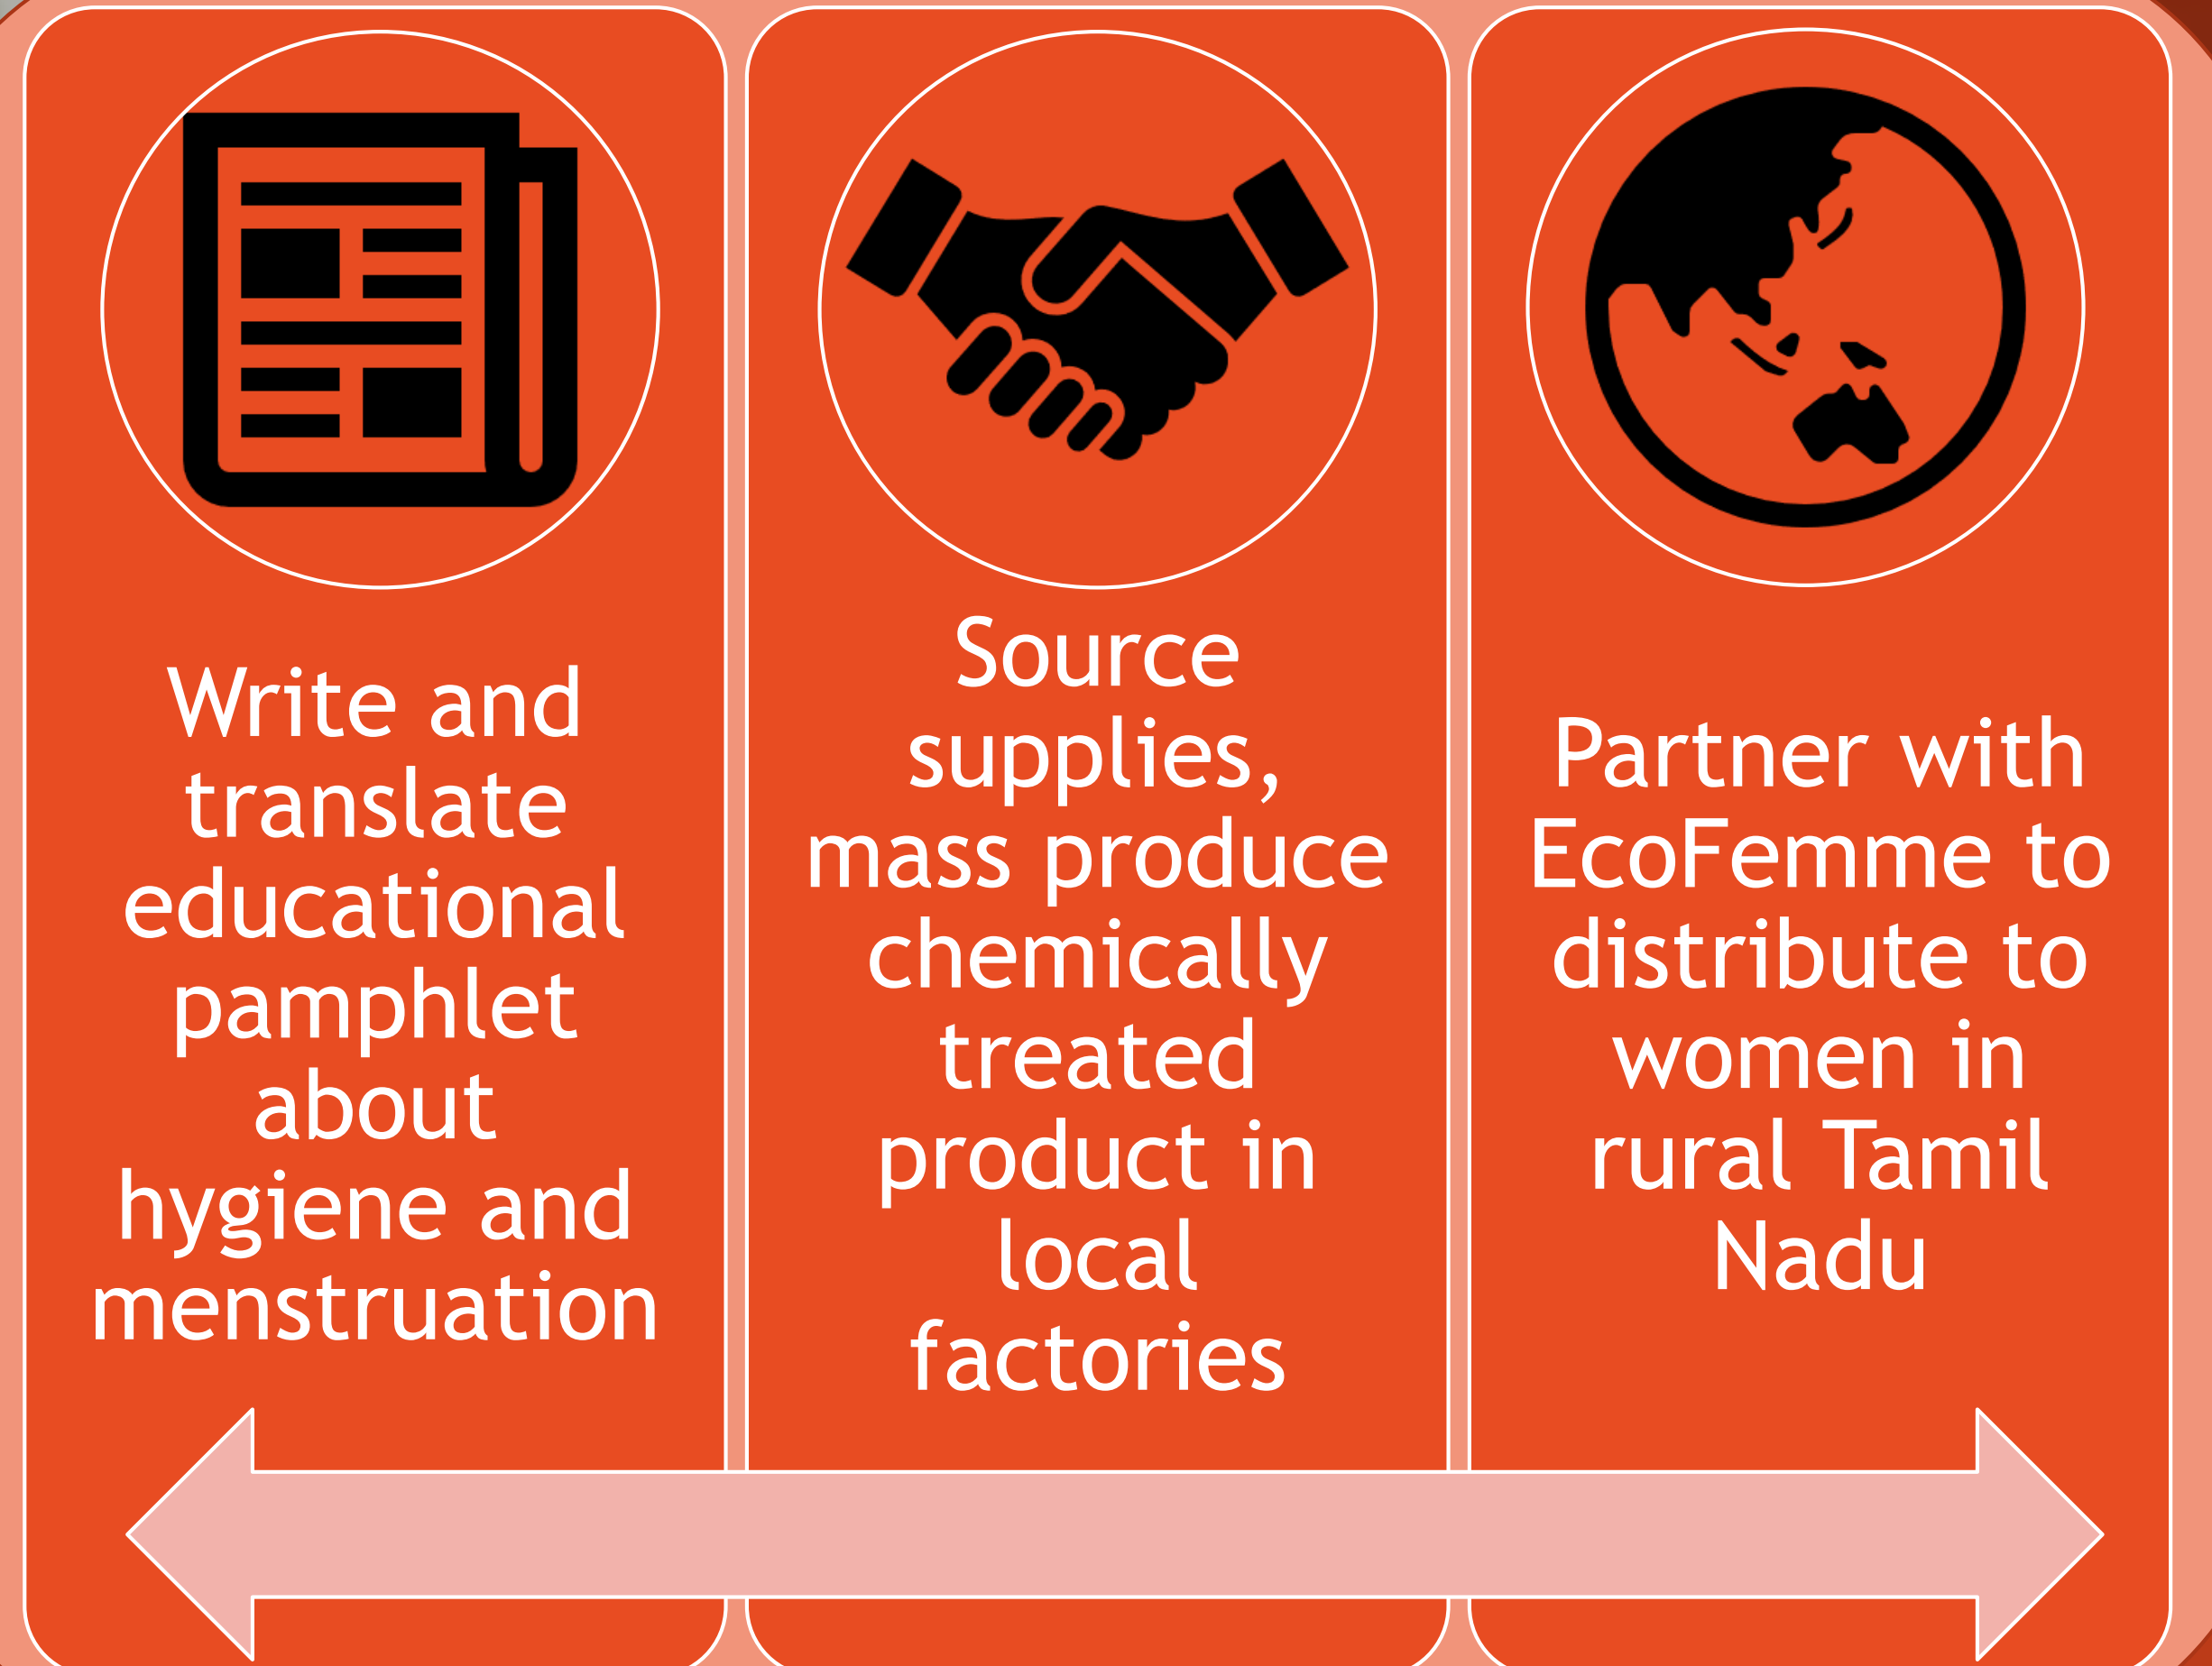 Write and
translate
educational
pamphlet
about
hygiene and
menstruation
Source
supplies,
mass produce
chemically
treated
product in
local
factories
Partner with
EcoFemme to
distribute to
women in
rural Tamil
Nadu